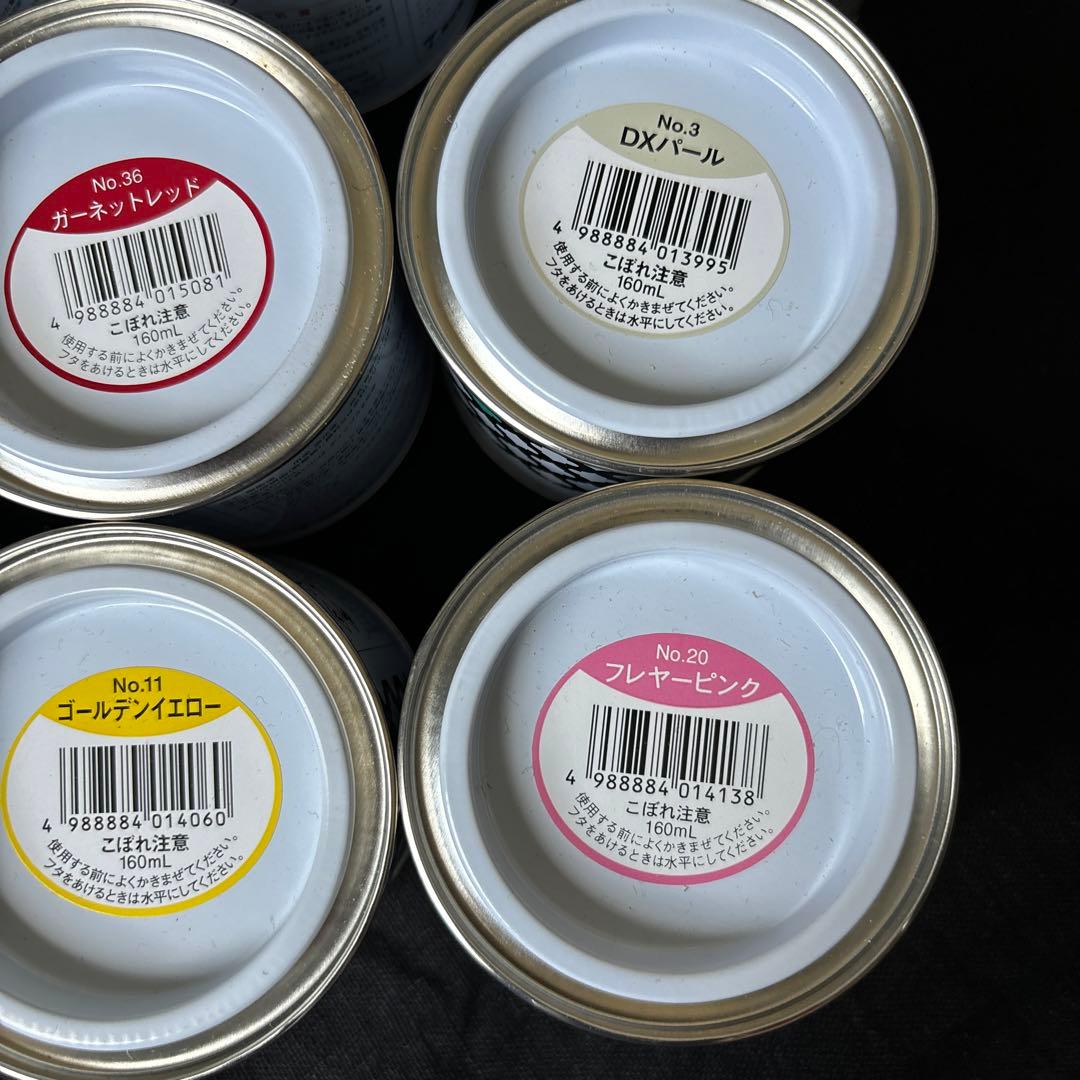 No.36
ガーネットレッド
4 988884 015081
こぼれ注意
160mL
使用する前によくかきまぜてください。
フタをあけるときは水平にしてください。
No.3
DXパール
4 988884 013995
こぼれ注意
160mL
使用する前によくかきまぜてください。
フタをあけるときは水平にしてください。
No.11
ゴールデンイエロー
4 988884 014060
こぼれ注意
160mL
使用する前によくかきまぜてください。
フタをあけるときは水平にしてください。
No.20
フレヤーピンク
4 988884 014138
こぼれ注意
160mL
使用する前によくかきまぜてください。
フタをあけるときは水平にしてください。